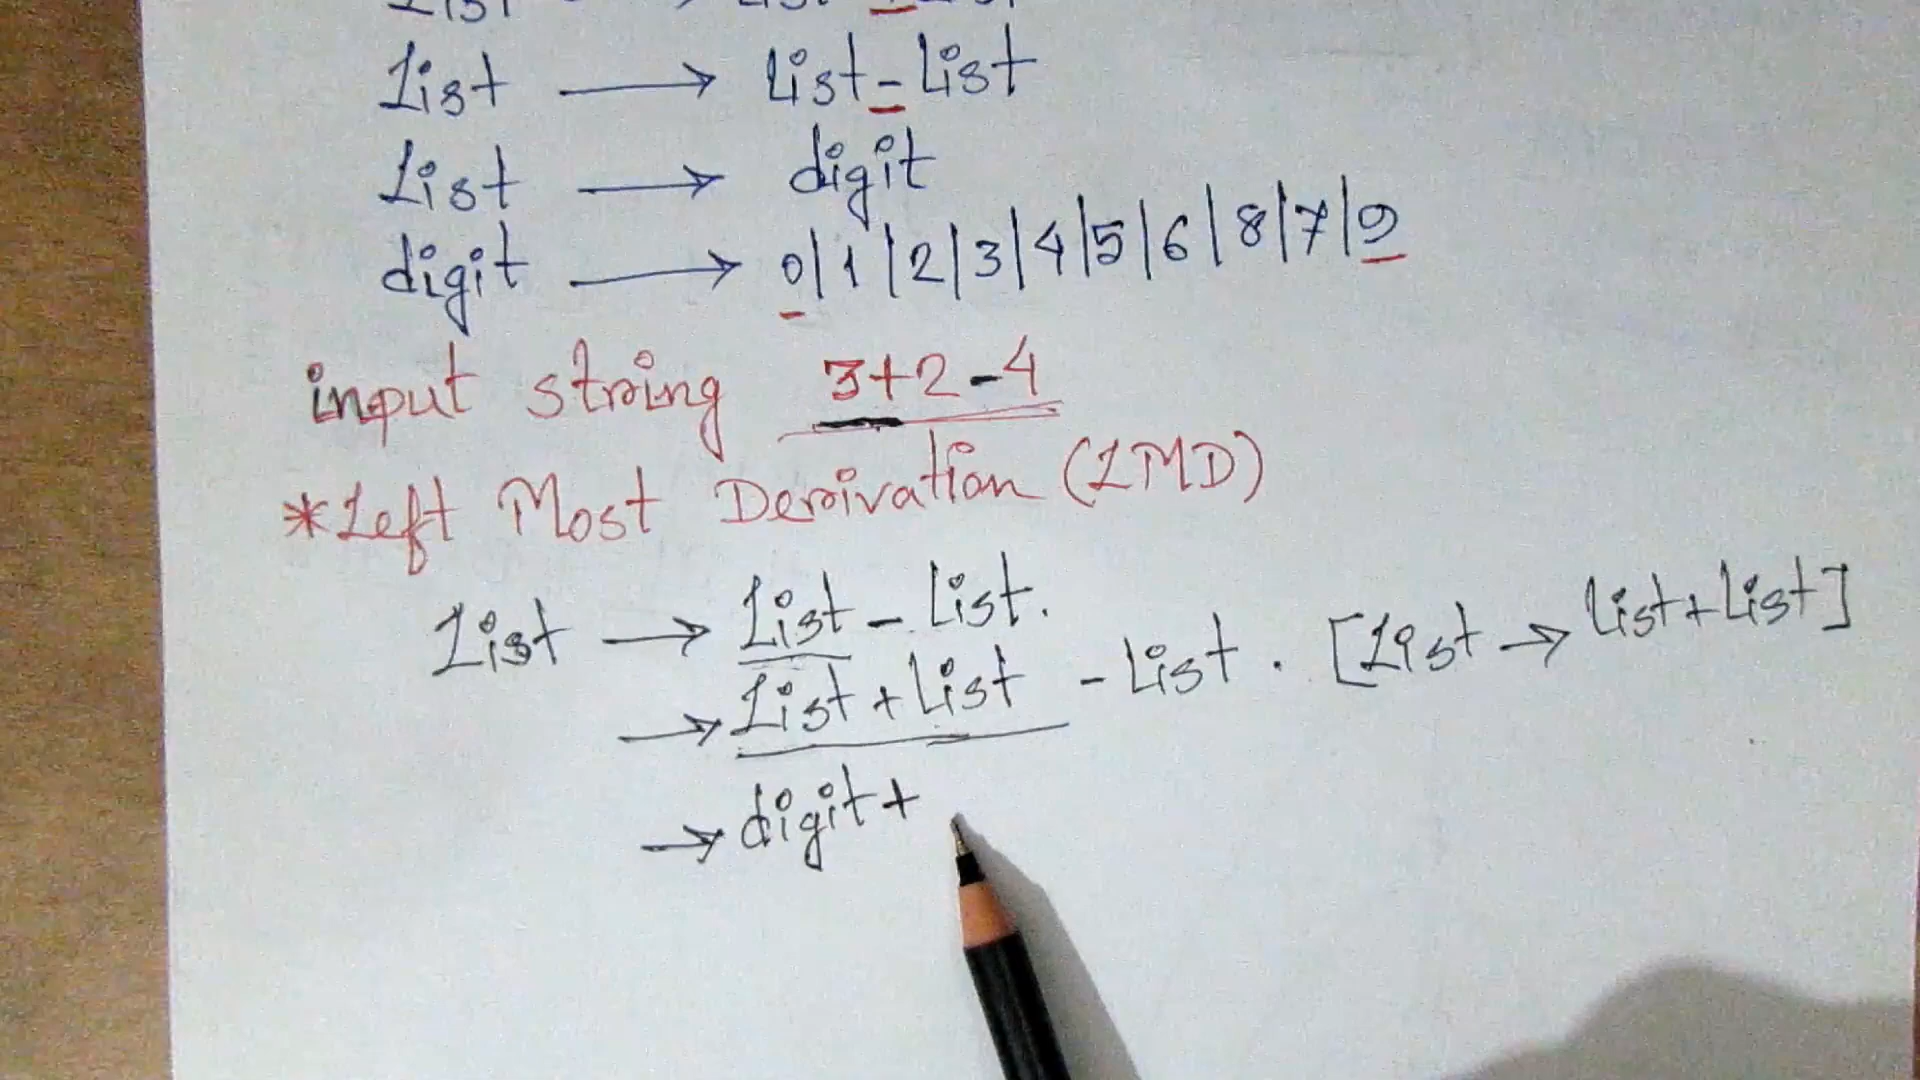 List → List - List
List → digit
digit → 0|1|2|3|4|5|6|8|7|9
input string 3+2-4
*Left Most Derivation (LMD)
List → List - List.
→ List + List - List. [List → List + List]
→ digit +